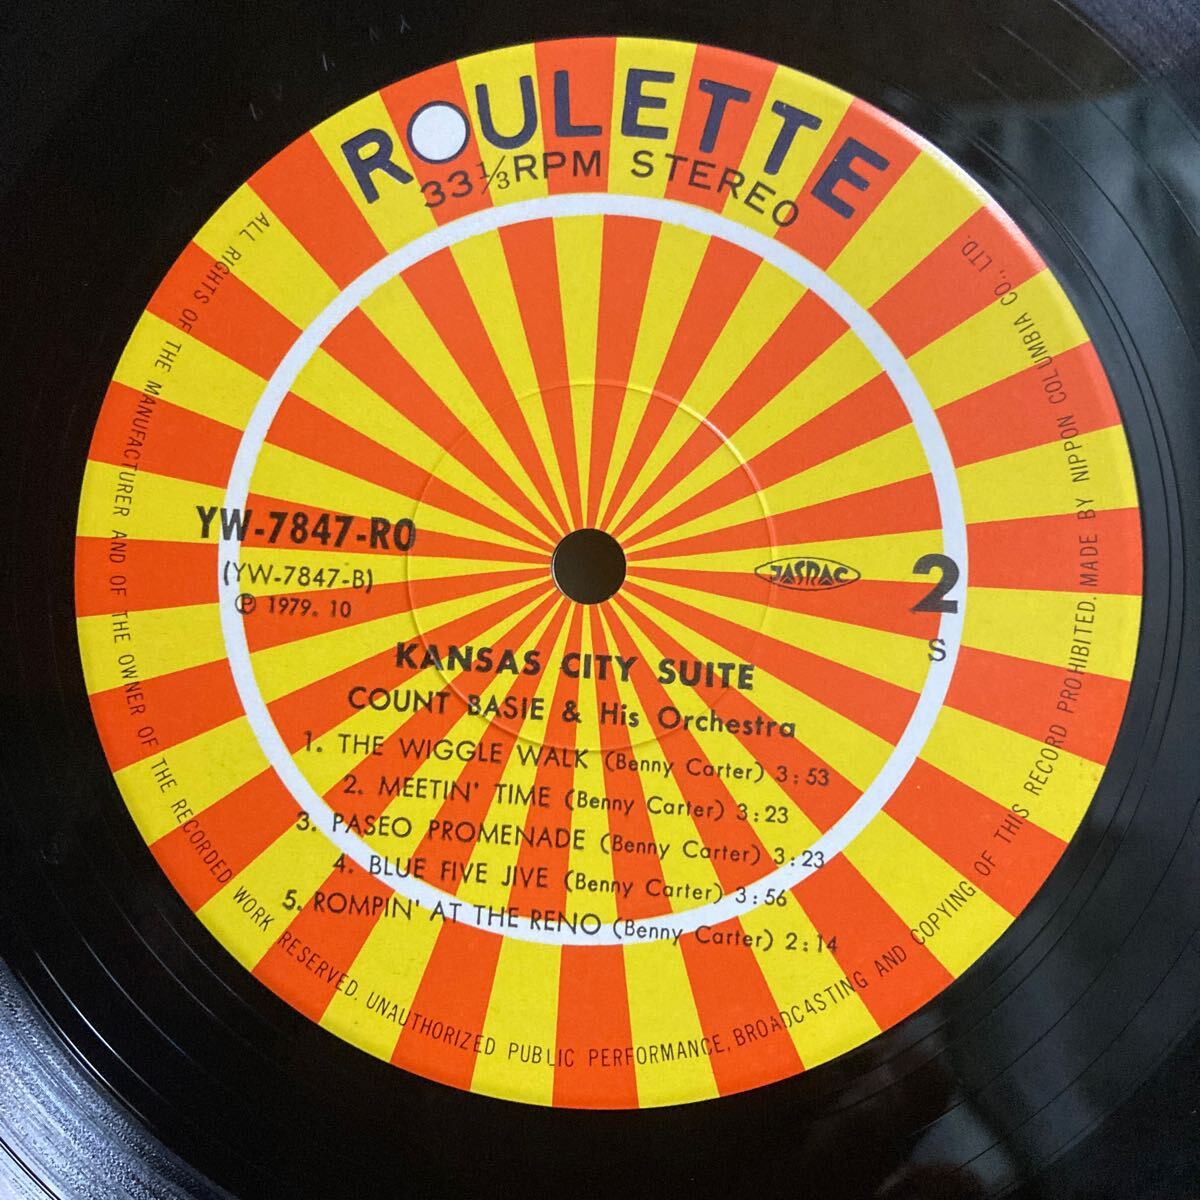 ROULETTE
33 1/3 RPM STEREO
YW-7847-RO
(YW-7847-B)
Ⓟ 1979. 10
JASRAC
2
S
KANSAS CITY SUITE
COUNT BASIE & His Orchestra
1. THE WIGGLE WALK (Benny Carter) 3:53
2. MEETIN' TIME (Benny Carter) 3:23
3. PASEO PROMENADE (Benny Carter) 3:23
4. BLUE FIVE JIVE (Benny Carter) 3:56
5. ROMPIN' AT THE RENO (Benny Carter) 2:14
ALL RIGHTS OF THE MANUFACTURER AND OF THE OWNER OF THE RECORDED WORK RESERVED. UNAUTHORIZED PUBLIC PERFORMANCE, BROADCASTING AND COPYING OF THIS RECORD PROHIBITED. MADE BY NIPPON COLUMBIA CO., LTD.